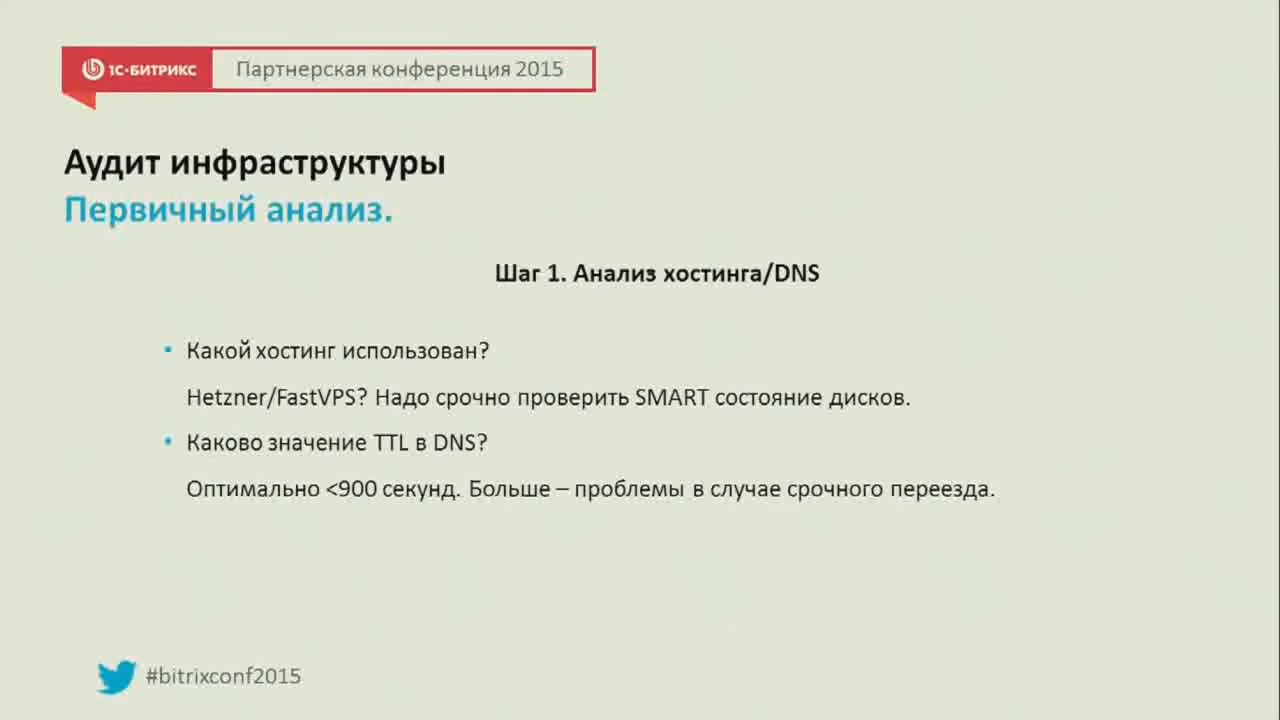 1С-БИТРИКС Партнерская конференция 2015
Аудит инфраструктуры
Первичный анализ.
Шаг 1. Анализ хостинга/DNS
• Какой хостинг использован?
Hetzner/FastVPS? Надо срочно проверить SMART состояние дисков.
• Каково значение TTL в DNS?
Оптимально <900 секунд. Больше – проблемы в случае срочного переезда.
#bitrixconf2015